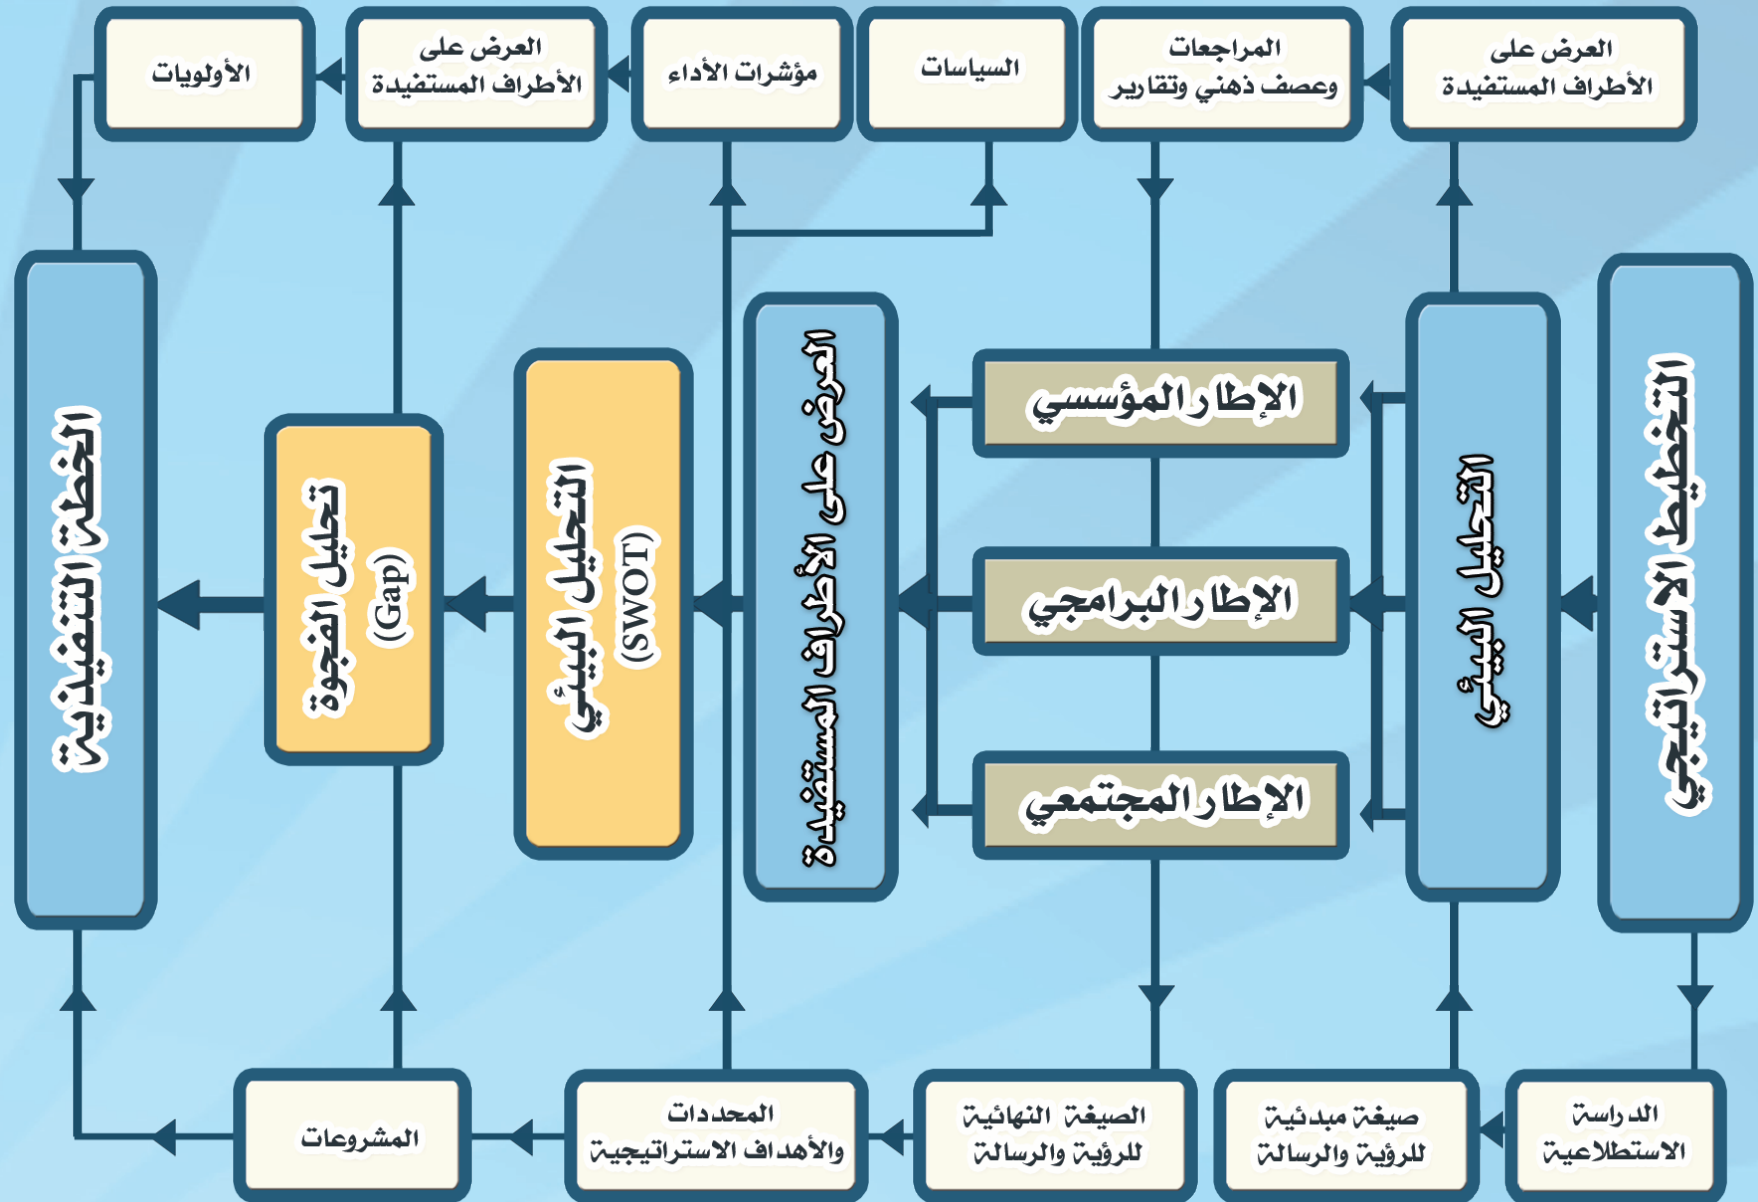 العرض على
الأطراف المستفيدة
المراجعات
وعصف ذهني وتقارير
السياسات
مؤشرات الأداء
العرض على
الأطراف المستفيدة
الأولويات
التخطيط الاستراتيجي
التحليل البيئي
الإطار المؤسسي
الإطار البرامجي
الإطار المجتمعي
العرض على الأطراف المستفيدة
التحليل البيئي
(SWOT)
تحليل الفجوة
(Gap)
الخطة التنفيذية
الدراسة
الاستطلاعية
صيغة مبدئية
للرؤية والرسالة
الصيغة النهائية
للرؤية والرسالة
المحددات
والأهداف الاستراتيجية
المشروعات